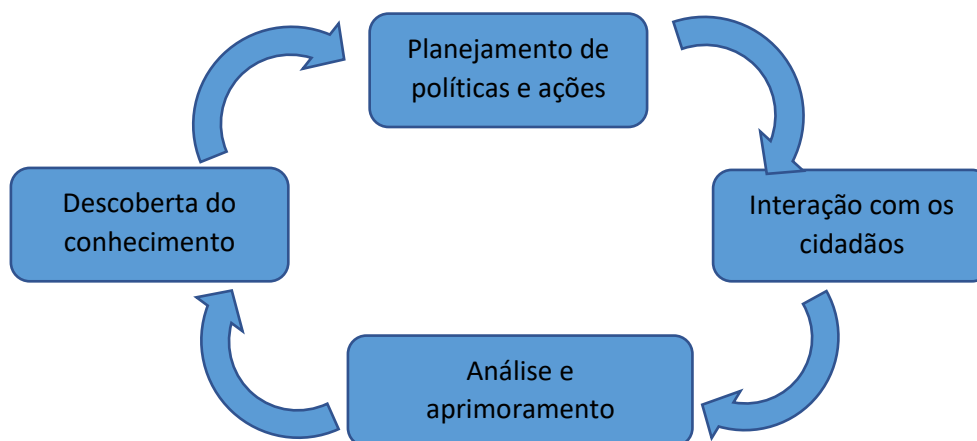 Planejamento de
políticas e ações
Descoberta do
conhecimento
Interação com os
cidadãos
Análise e
aprimoramento